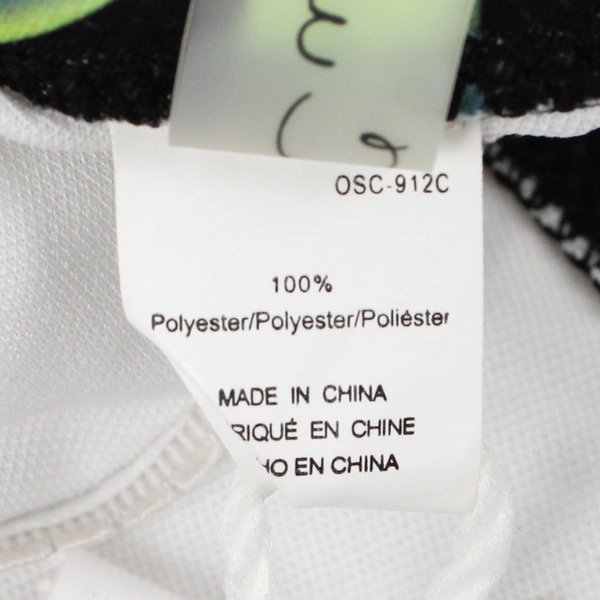 OSC-912C
100%
Polyester/Polyester/Poliéster
MADE IN CHINA
RIQUÉ EN CHINE
HO EN CHINA